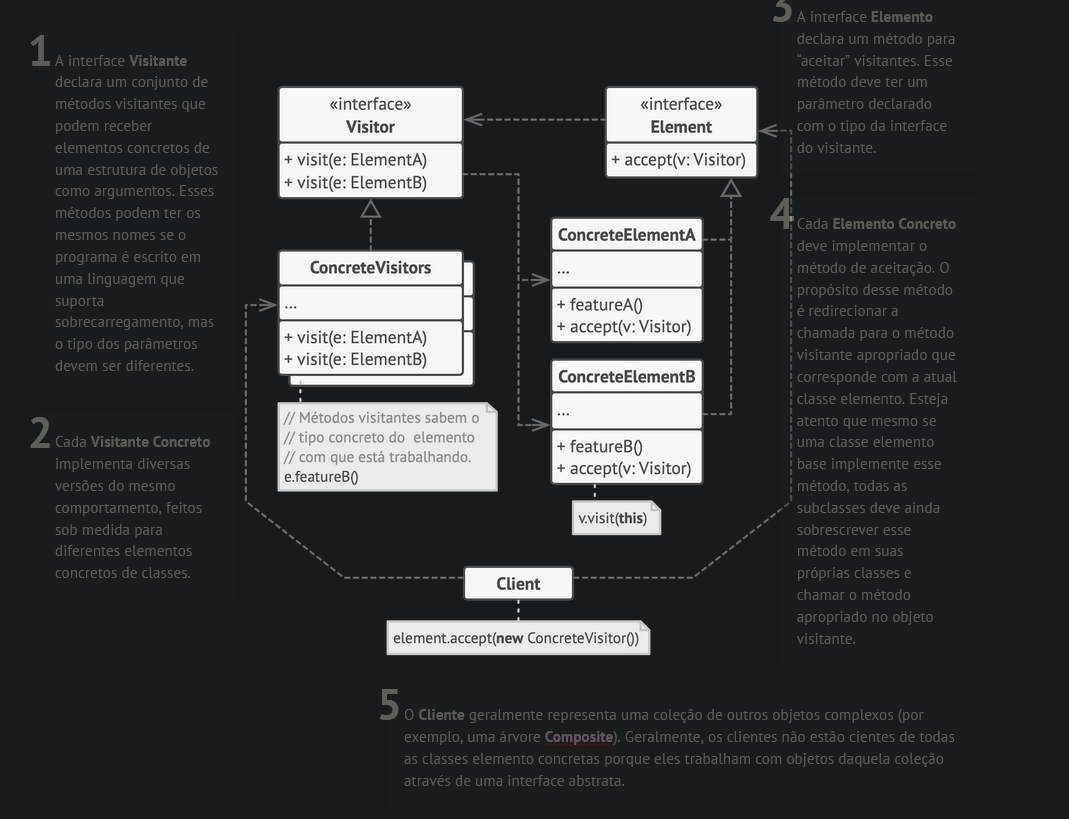 1
A interface Visitante
declara um conjunto de
métodos visitantes que
podem receber
elementos concretos de
uma estrutura de objetos
como argumentos. Esses
métodos podem ter os
mesmos nomes se o
programa é escrito em
uma linguagem que
suporta
sobrecarregamento, mas
o tipo dos parâmetros
devem ser diferentes.
2
Cada Visitante Concreto
implementa diversas
versões do mesmo
comportamento, feitos
sob medida para
diferentes elementos
concretos de classes.
«interface»
Visitor
+ visit(e: ElementA)
+ visit(e: ElementB)
ConcreteVisitors
...
+ visit(e: ElementA)
+ visit(e: ElementB)
// Métodos visitantes sabem o
// tipo concreto do elemento
// com que está trabalhando.
e.featureB()
«interface»
Element
+ accept(v: Visitor)
ConcreteElementA
...
+ featureA()
+ accept(v: Visitor)
ConcreteElementB
...
+ featureB()
+ accept(v: Visitor)
v.visit(this)
Client
element.accept(new ConcreteVisitor())
3
A interface Elemento
declara um método para
“aceitar” visitantes. Esse
método deve ter um
parâmetro declarado
com o tipo da interface
do visitante.
4
Cada Elemento Concreto
deve implementar o
método de aceitação. O
propósito desse método
é redirecionar a
chamada para o método
visitante apropriado que
corresponde com a atual
classe elemento. Esteja
atento que mesmo se
uma classe elemento
base implemente esse
método, todas as
subclasses deve ainda
sobrescrever esse
método em suas
próprias classes e
chamar o método
apropriado no objeto
visitante.
5
O Cliente geralmente representa uma coleção de outros objetos complexos (por
exemplo, uma árvore Composite). Geralmente, os clientes não estão cientes de todas
as classes elemento concretas porque eles trabalham com objetos daquela coleção
através de uma interface abstrata.